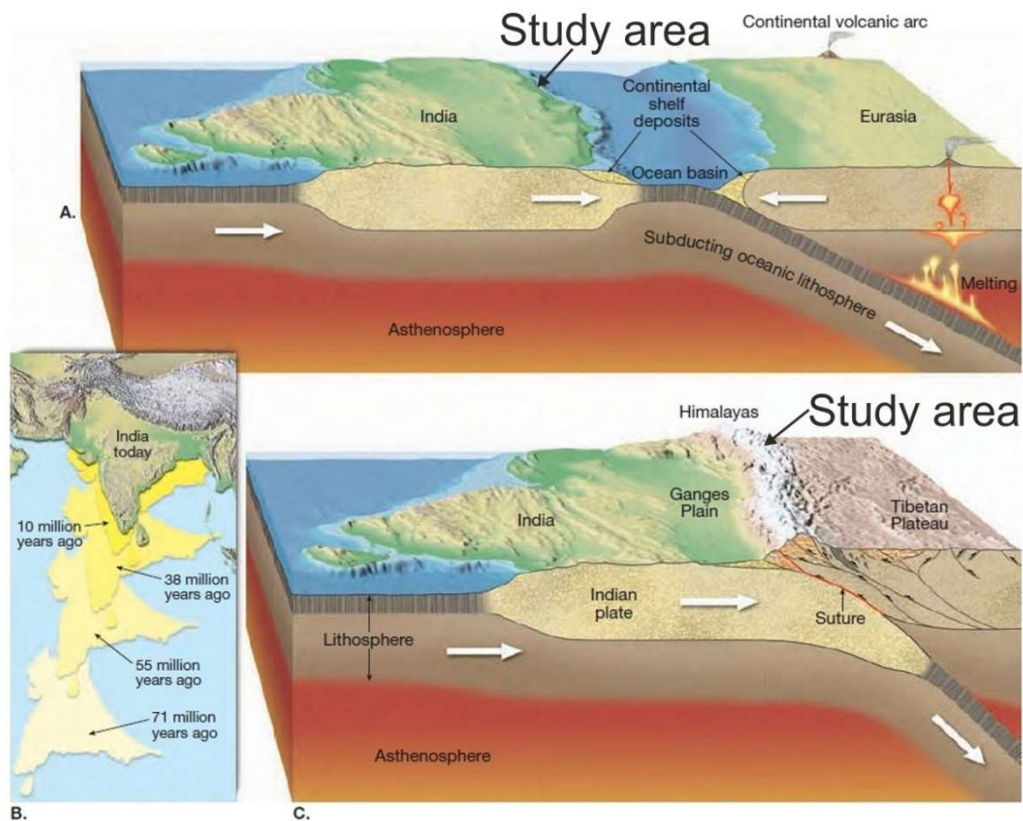 Study area
Continental volcanic arc
India
Continental
shelf
deposits
Eurasia
Ocean basin
A.
Subducting oceanic lithosphere
Melting
Asthenosphere
India
today
10 million
years ago
38 million
years ago
55 million
years ago
71 million
years ago
B.
Himalayas
Study area
Ganges
Plain
Tibetan
Plateau
India
Indian
plate
Suture
Lithosphere
Asthenosphere
C.